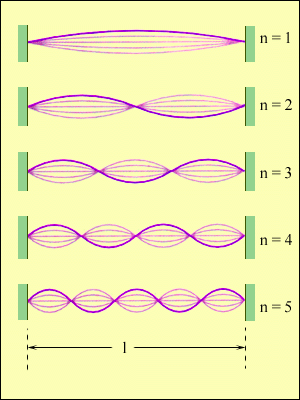 n = 1
n = 2
n = 3
n = 4
n = 5
l